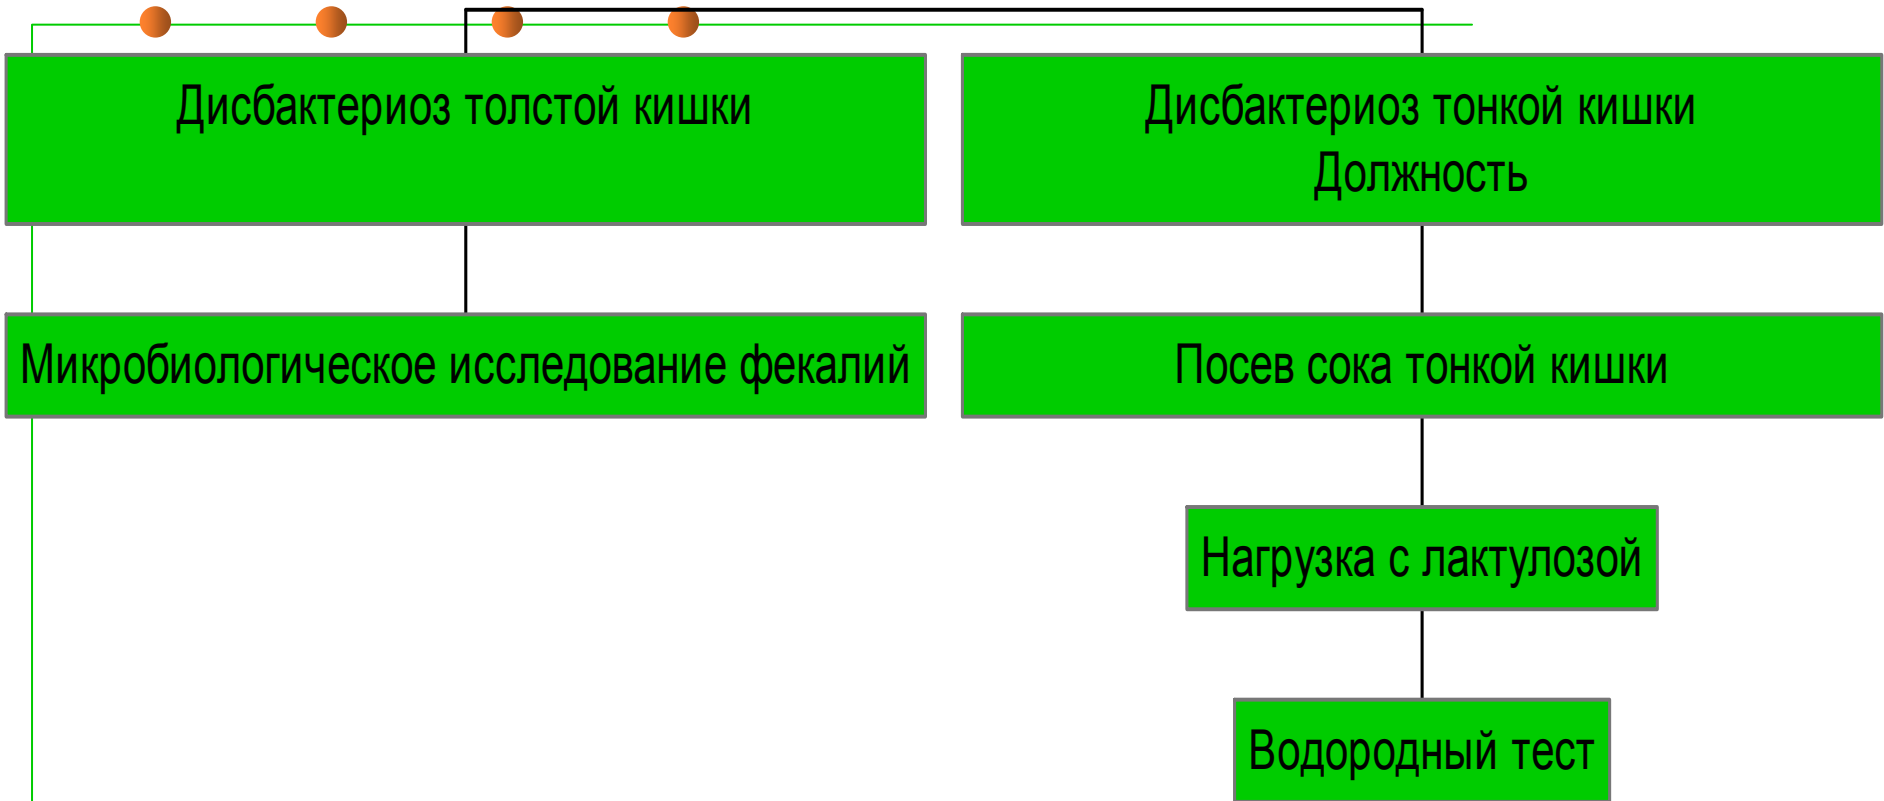 Дисбактериоз толстой кишки
Дисбактериоз тонкой кишки
Должность
Микробиологическое исследование фекалий
Посев сока тонкой кишки
Нагрузка с лактулозой
Водородный тест